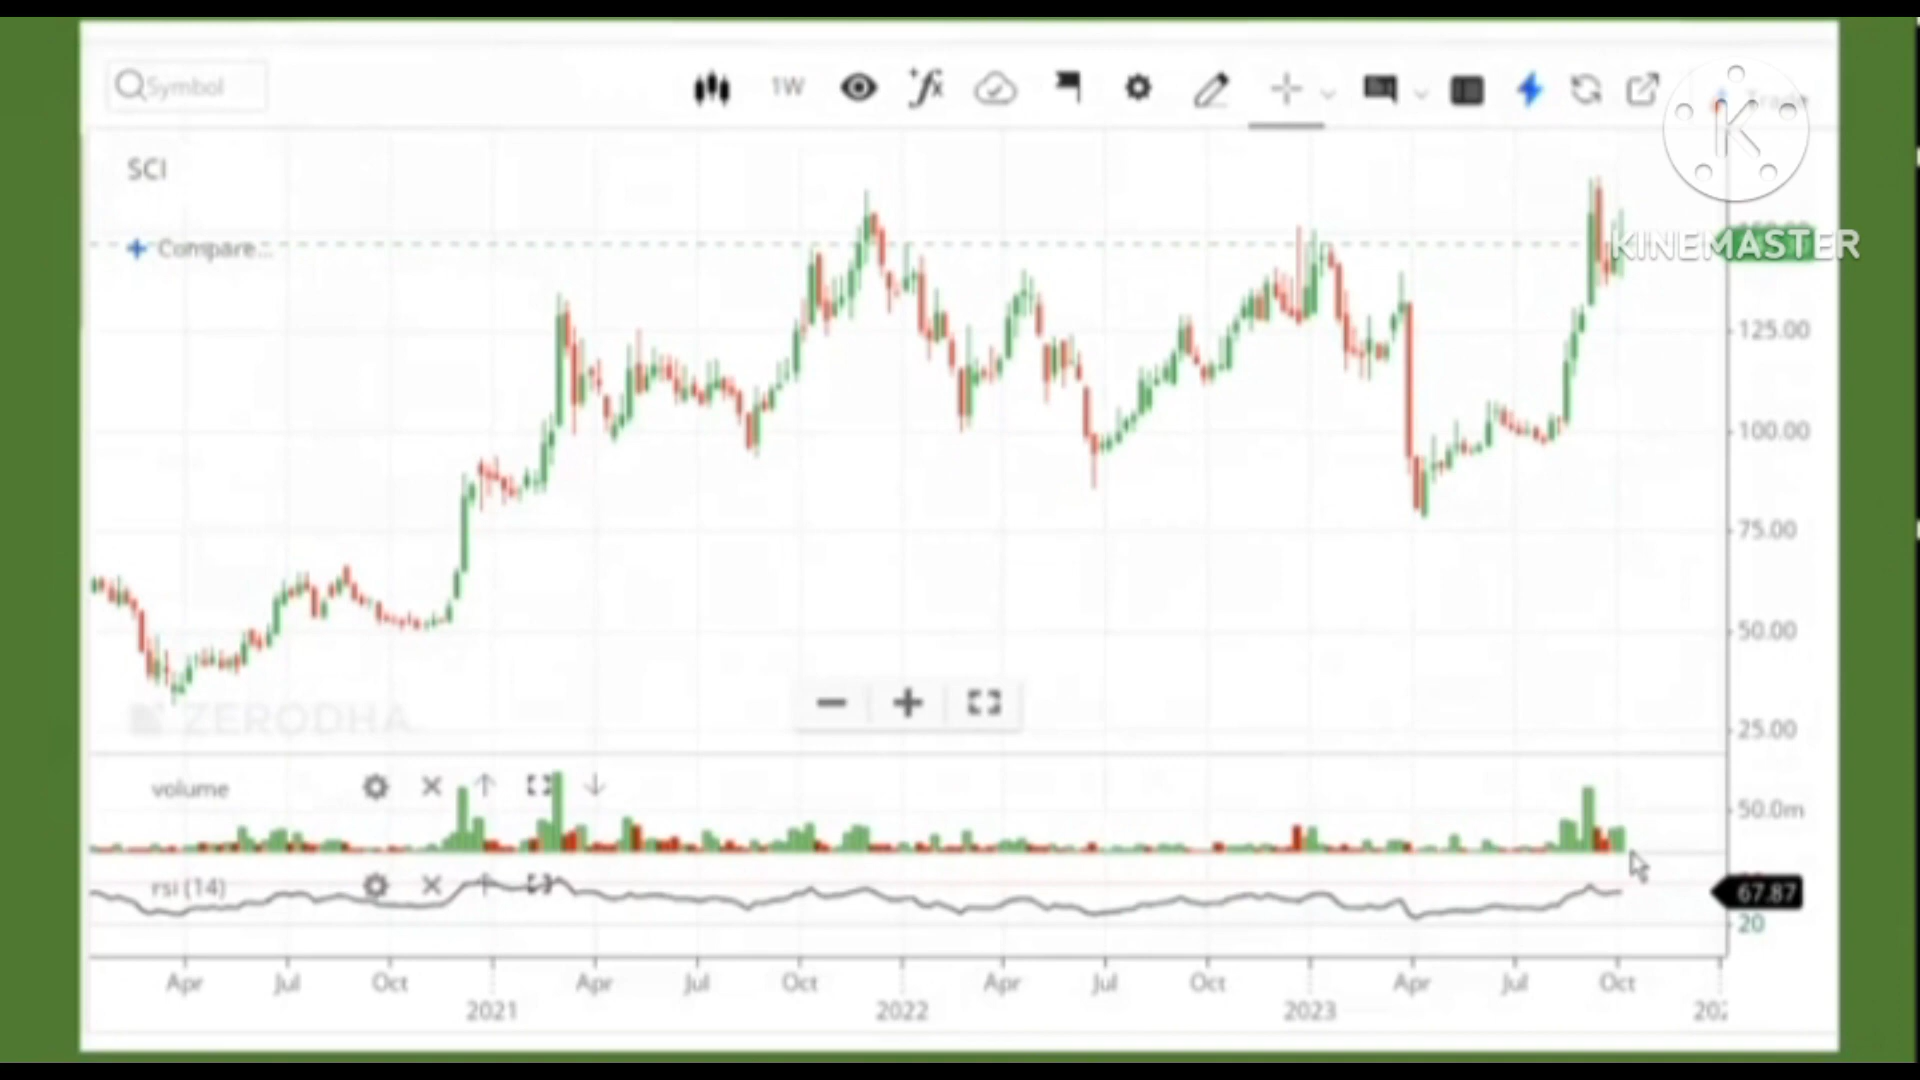 Symbol
1W
Trade
SCI
Compare...
KINEMASTER
125.00
100.00
75.00
50.00
ZERODHA
25.00
volume
50.0m
rsi (14)
67.87
20
Apr Jul Oct Apr Jul Oct Apr Jul Oct Apr Jul Oct
2021 2022 2023